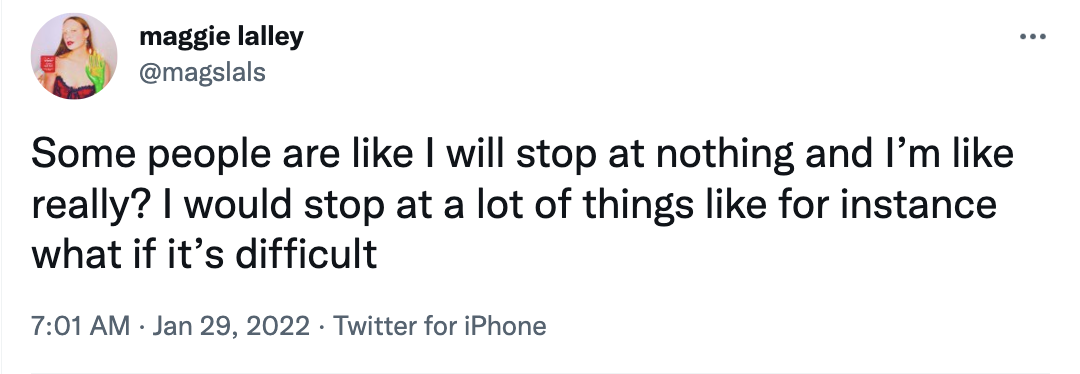 maggie lalley
@magslals
Some people are like I will stop at nothing and I’m like
really? I would stop at a lot of things like for instance
what if it’s difficult
7:01 AM · Jan 29, 2022 · Twitter for iPhone